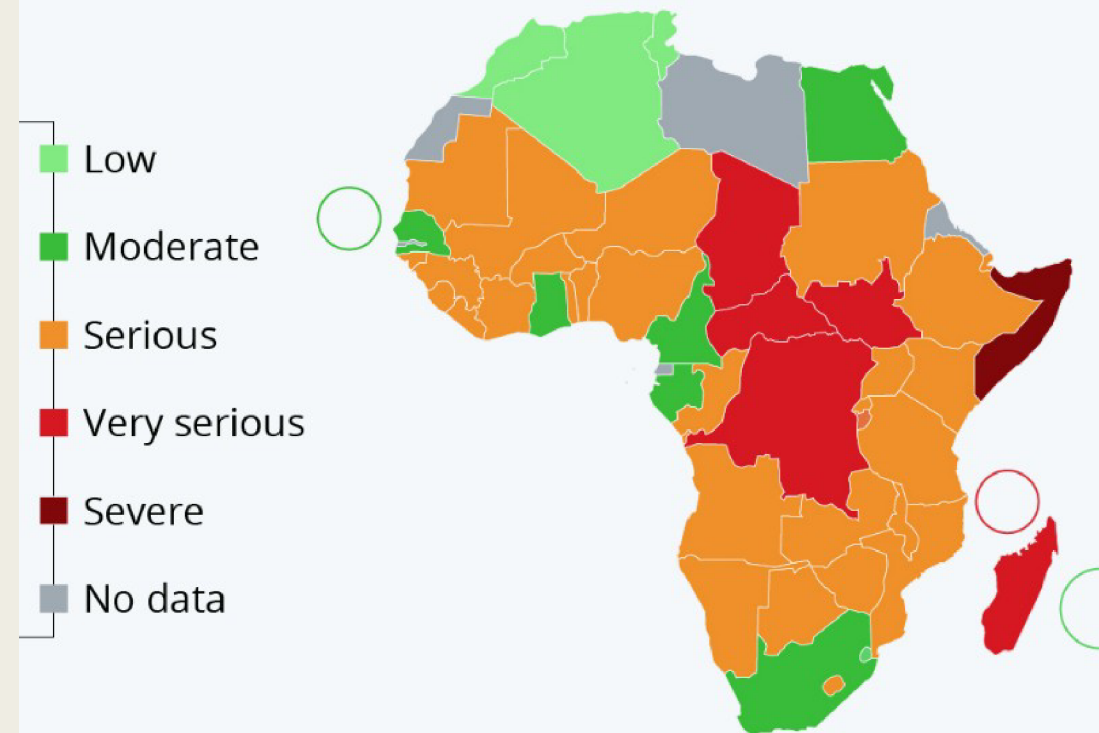 Low
Moderate
Serious
Very serious
Severe
No data